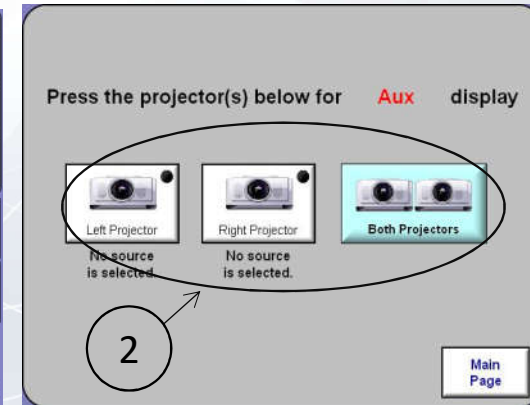 Press the projector(s) below for Aux display
Left Projector
Right Projector
Both Projectors
No source
is selected.
No source
is selected.
2
Main
Page